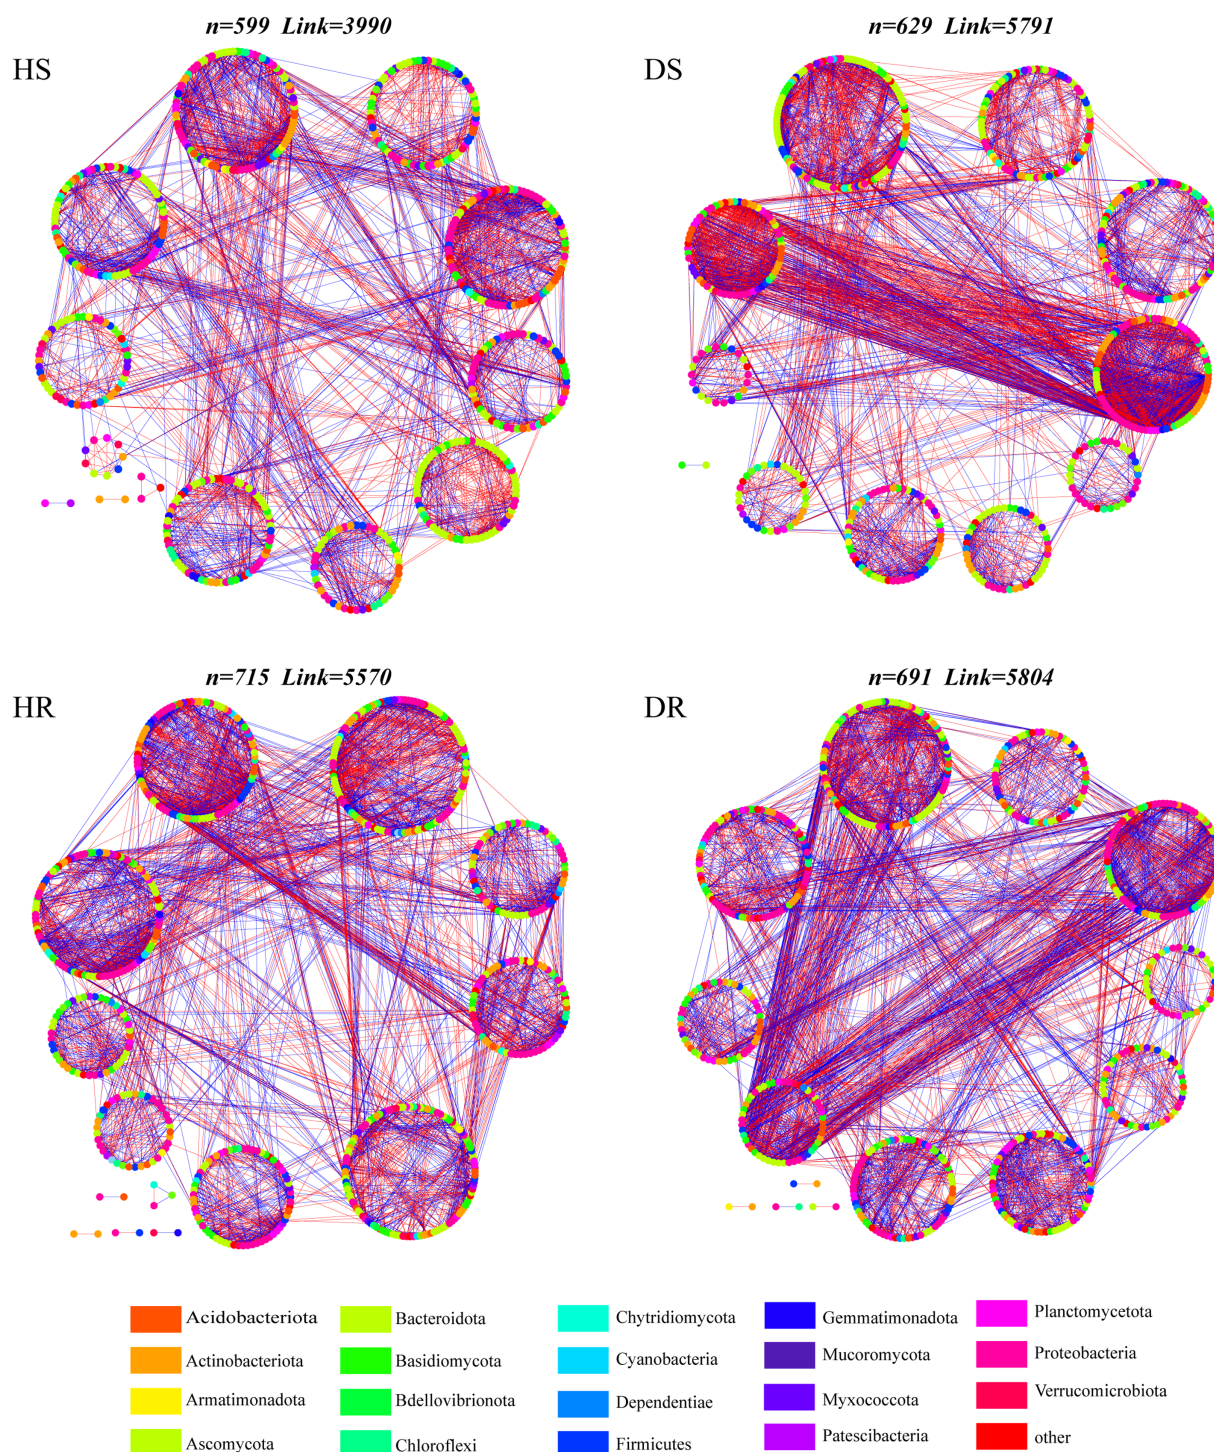 n=599 Link=3990
n=629 Link=5791
HS
DS
n=715 Link=5570
n=691 Link=5804
HR
DR
Acidobacteriota
Bacteroidota
Chytridiomycota
Gemmatimonadota
Planctomycetota
Actinobacteriota
Basidiomycota
Cyanobacteria
Mucoromycota
Proteobacteria
Armatimonadota
Bdellovibrionota
Dependentiae
Myxococcota
Verrucomicrobiota
Ascomycota
Chloroflexi
Firmicutes
Patescibacteria
other